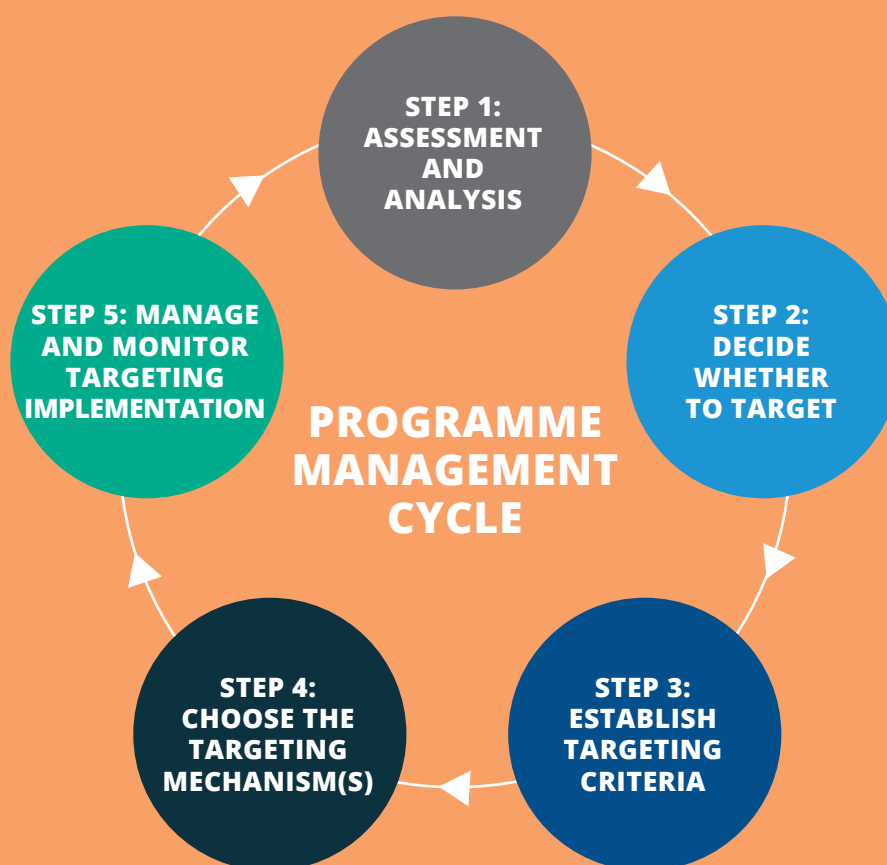 STEP 1:
ASSESSMENT
AND
ANALYSIS
STEP 2:
DECIDE
WHETHER
TO TARGET
STEP 3:
ESTABLISH
TARGETING
CRITERIA
STEP 4:
CHOOSE THE
TARGETING
MECHANISM(S)
STEP 5: MANAGE
AND MONITOR
TARGETING
IMPLEMENTATION
PROGRAMME
MANAGEMENT
CYCLE